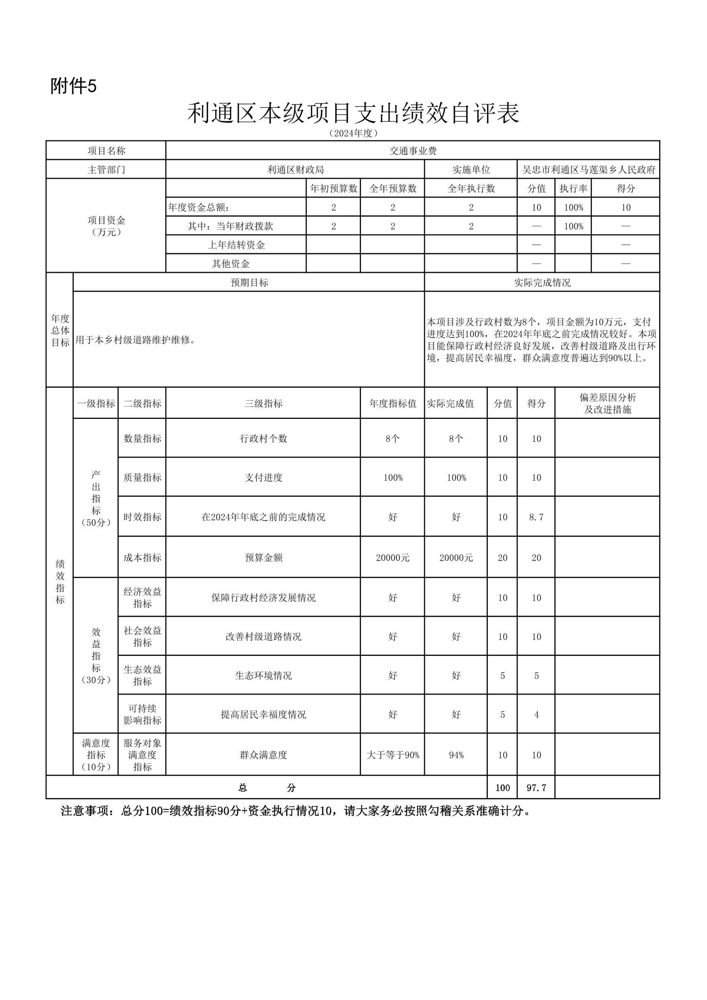 附件5
利通区本级项目支出绩效自评表
（2024年度）
项目名称 交通事业费
主管部门 利通区财政局 实施单位 吴忠市利通区马莲渠乡人民政府
项目资金
（万元）
年初预算数 全年预算数 全年执行数 分值 执行率 得分
年度资金总额： 2 2 2 10 100% 10
其中：当年财政拨款 2 2 2 — 100% —
上年结转资金 — —
其他资金 — —
年度
总体
目标
预期目标 实际完成情况
用于本乡村级道路维护维修。
本项目涉及行政村数为8个，项目金额为10万元，支付
进度达到100%，在2024年年底之前完成情况较好。本项
目能保障行政村经济良好发展，改善村级道路及出行环
境，提高居民幸福度，群众满意度普遍达到90%以上。
绩
效
指
标
一级指标 二级指标 三级指标 年度指标值 实际完成值 分值 得分 偏差原因分析
及改进措施
产
出
指
标
（50分）
数量指标 行政村个数 8个 8个 10 10
质量指标 支付进度 100% 100% 10 10
时效指标 在2024年年底之前的完成情况 好 好 10 8.7
成本指标 预算金额 20000元 20000元 20 20
效
益
指
标
（30分）
经济效益
指标 保障行政村经济发展情况 好 好 10 10
社会效益
指标 改善村级道路情况 好 好 10 10
生态效益
指标 生态环境情况 好 好 5 5
可持续
影响指标 提高居民幸福度情况 好 好 5 4
满意度
指标
（10分）
服务对象
满意度
指标 群众满意度 大于等于90% 94% 10 10
总 分 100 97.7
注意事项：总分100=绩效指标90分+资金执行情况10，请大家务必按照勾稽关系准确计分。